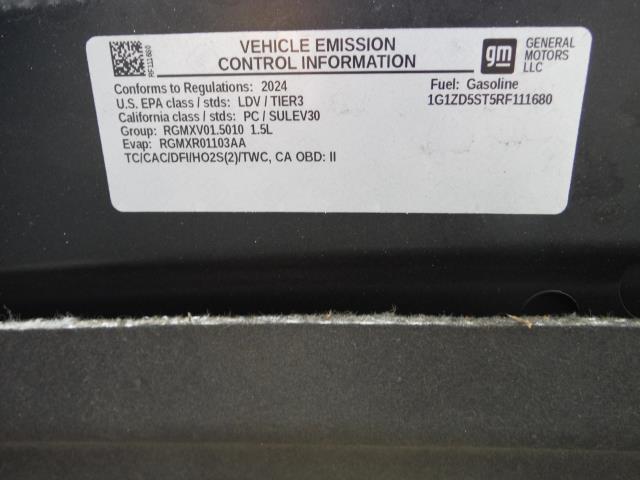 RF111680
VEHICLE EMISSION
CONTROL INFORMATION
gm
GENERAL
MOTORS
LLC
Conforms to Regulations: 2024
U.S. EPA class / stds: LDV / TIER3
California class / stds: PC / SULEV30
Group: RGMXV01.5010 1.5L
Evap: RGMXR01103AA
TC/CAC/DFI/HO2S(2)/TWC, CA OBD: II
Fuel: Gasoline
1G1ZD5ST5RF111680